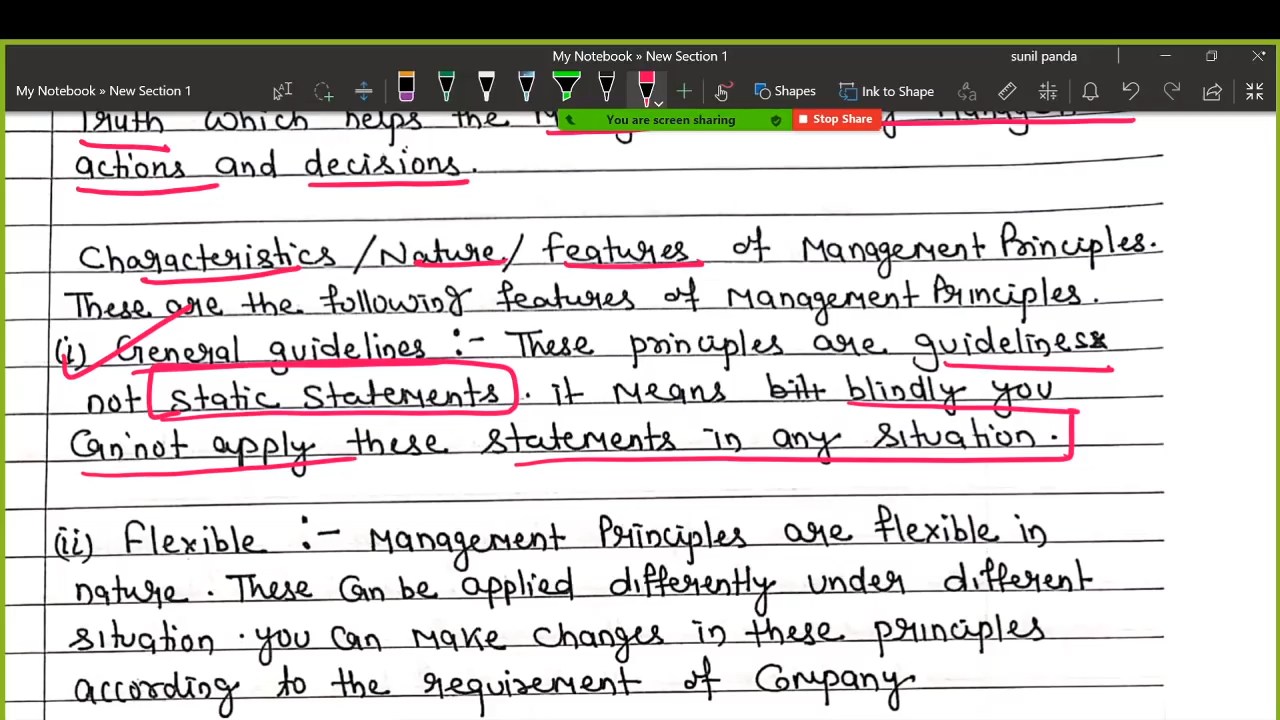 My Notebook » New Section 1
sunil panda
My Notebook » New Section 1
Shapes
Ink to Shape
You are screen sharing
Stop Share
Truth which helps the
actions and decisions.
Characteristics /Nature/ features of Management Principles.
These are the following features of Management Principles.
(i) General guidelines :- These principles are guidelines
not Static Statements. it means blindly you
Cannot apply these statements in any situation.
(ii) Flexible :- Management Principles are flexible in
nature. These Can be applied differently under different
situation. you can make changes in these principles
according to the requirement of Company